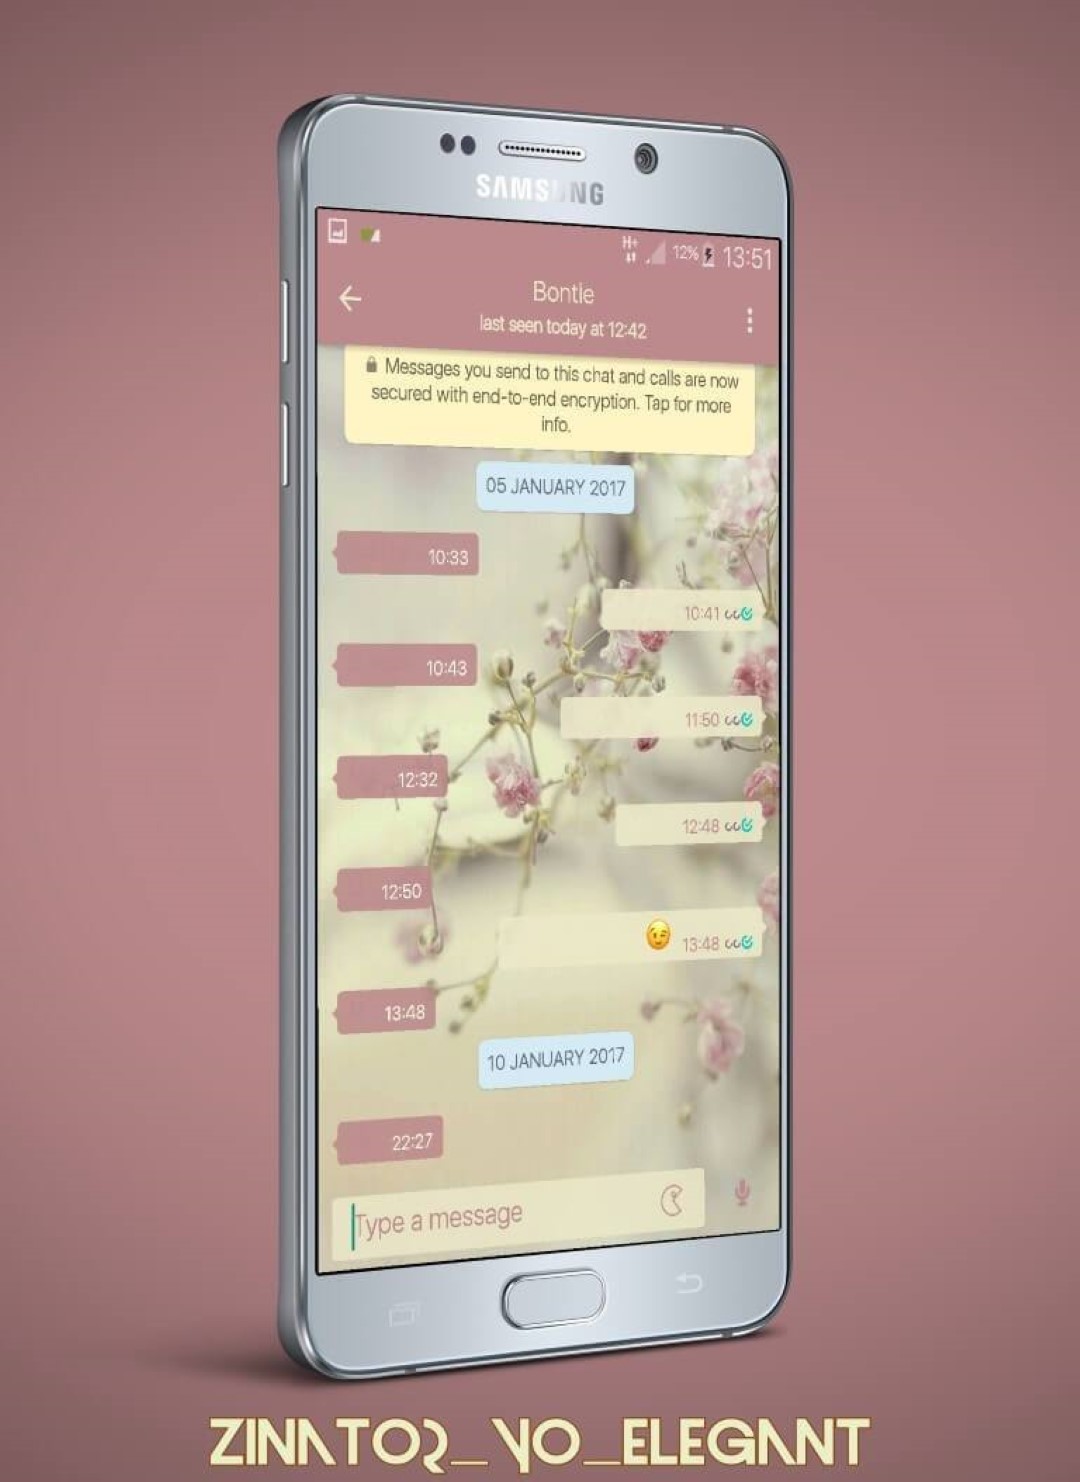 SAMSUNG
H+ 12% 13:51
Bontle
last seen today at 12:42
Messages you send to this chat and calls are now
secured with end-to-end encryption. Tap for more
info.
05 JANUARY 2017
10:33
10:41
10:43
11:50
12:32
12:48
12:50
13:48
13:48
10 JANUARY 2017
22:27
Type a message
ZINATOR_YO_ELEGANT